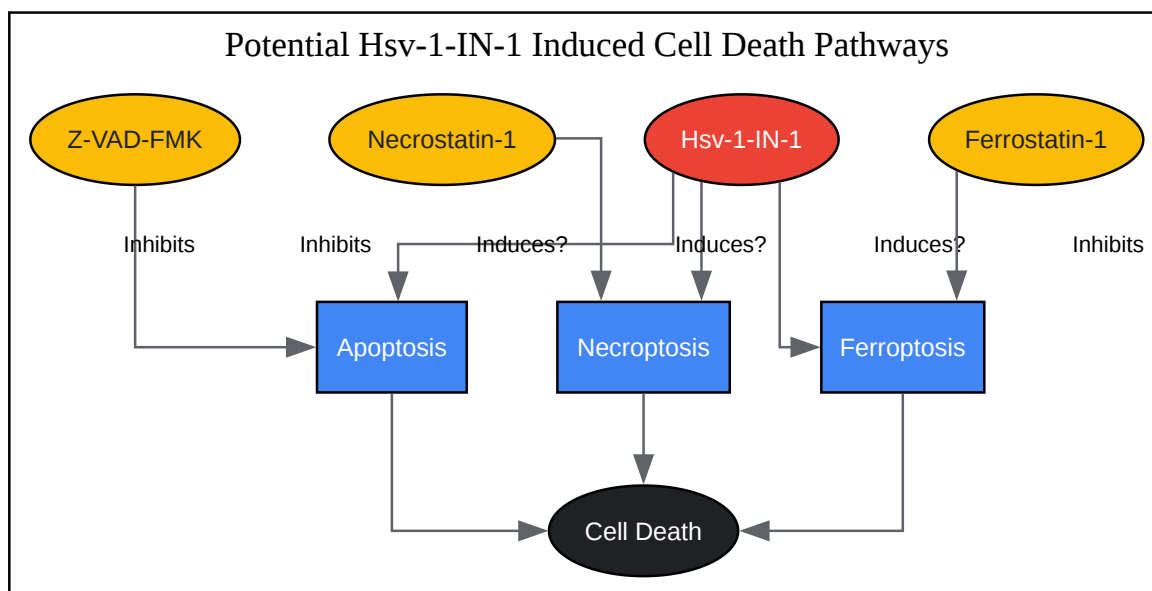 Potential Hsv-1-IN-1 Induced Cell Death Pathways
Z-VAD-FMK
Necrostatin-1
Hsv-1-IN-1
Ferrostatin-1
Inhibits
Inhibits
Induces?
Induces?
Induces?
Inhibits
Apoptosis
Necroptosis
Ferroptosis
Cell Death